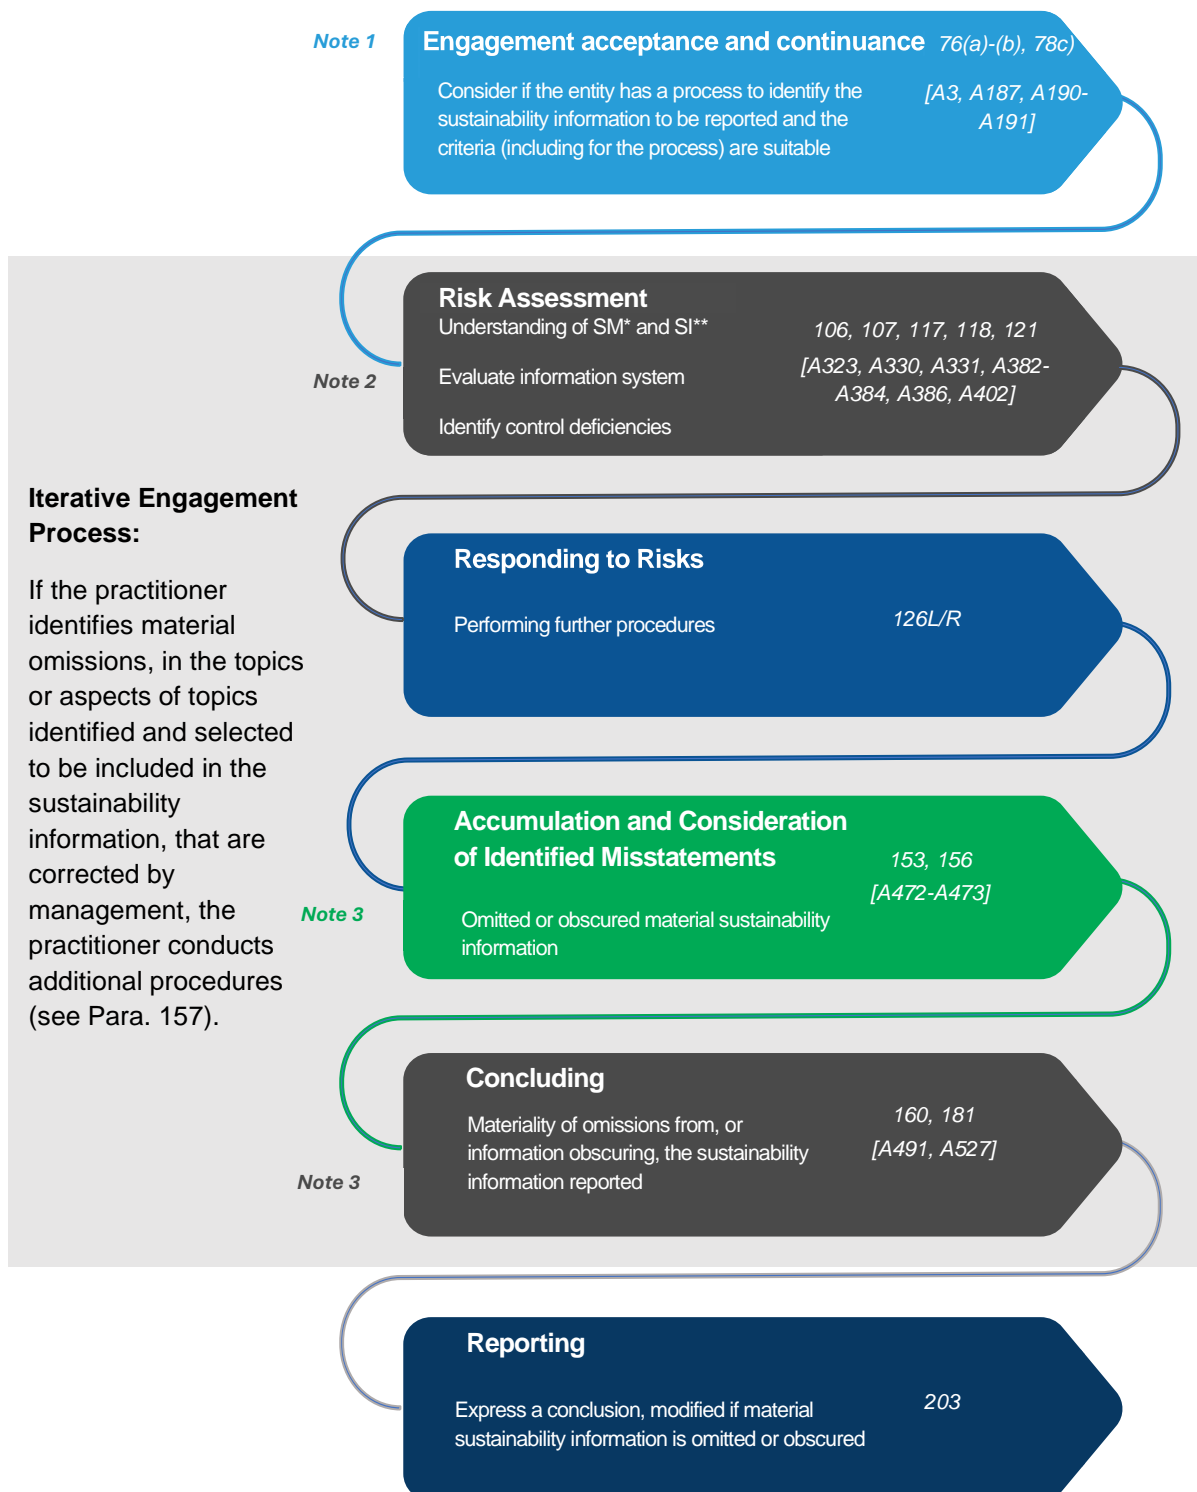 Note 1
Engagement acceptance and continuance 76(a)-(b), 78c)
Consider if the entity has a process to identify the
sustainability information to be reported and the
criteria (including for the process) are suitable
[A3, A187, A190-
A191]
Risk Assessment
Understanding of SM* and SI**
Evaluate information system
Identify control deficiencies
106, 107, 117, 118, 121
[A323, A330, A331, A382-
A384, A386, A402]
Note 2
Iterative Engagement
Process:
If the practitioner
identifies material
omissions, in the topics
or aspects of topics
identified and selected
to be included in the
sustainability
information, that are
corrected by
management, the
practitioner conducts
additional procedures
(see Para. 157).
Responding to Risks
Performing further procedures
126L/R
Accumulation and Consideration
of Identified Misstatements
153, 156
[A472-A473]
Note 3
Omitted or obscured material sustainability
information
Concluding
Materiality of omissions from, or
information obscuring, the sustainability
information reported
160, 181
[A491, A527]
Note 3
Reporting
Express a conclusion, modified if material
sustainability information is omitted or obscured
203